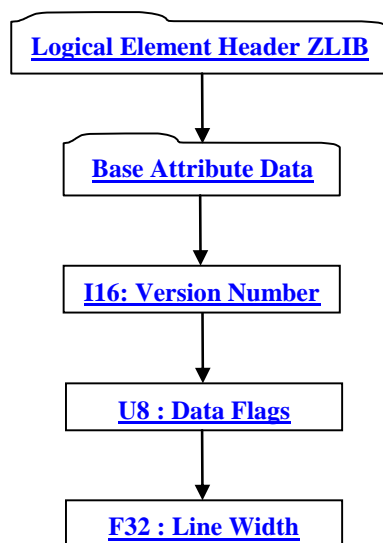 Logical Element Header ZLIB
Base Attribute Data
I16: Version Number
U8 : Data Flags
F32 : Line Width